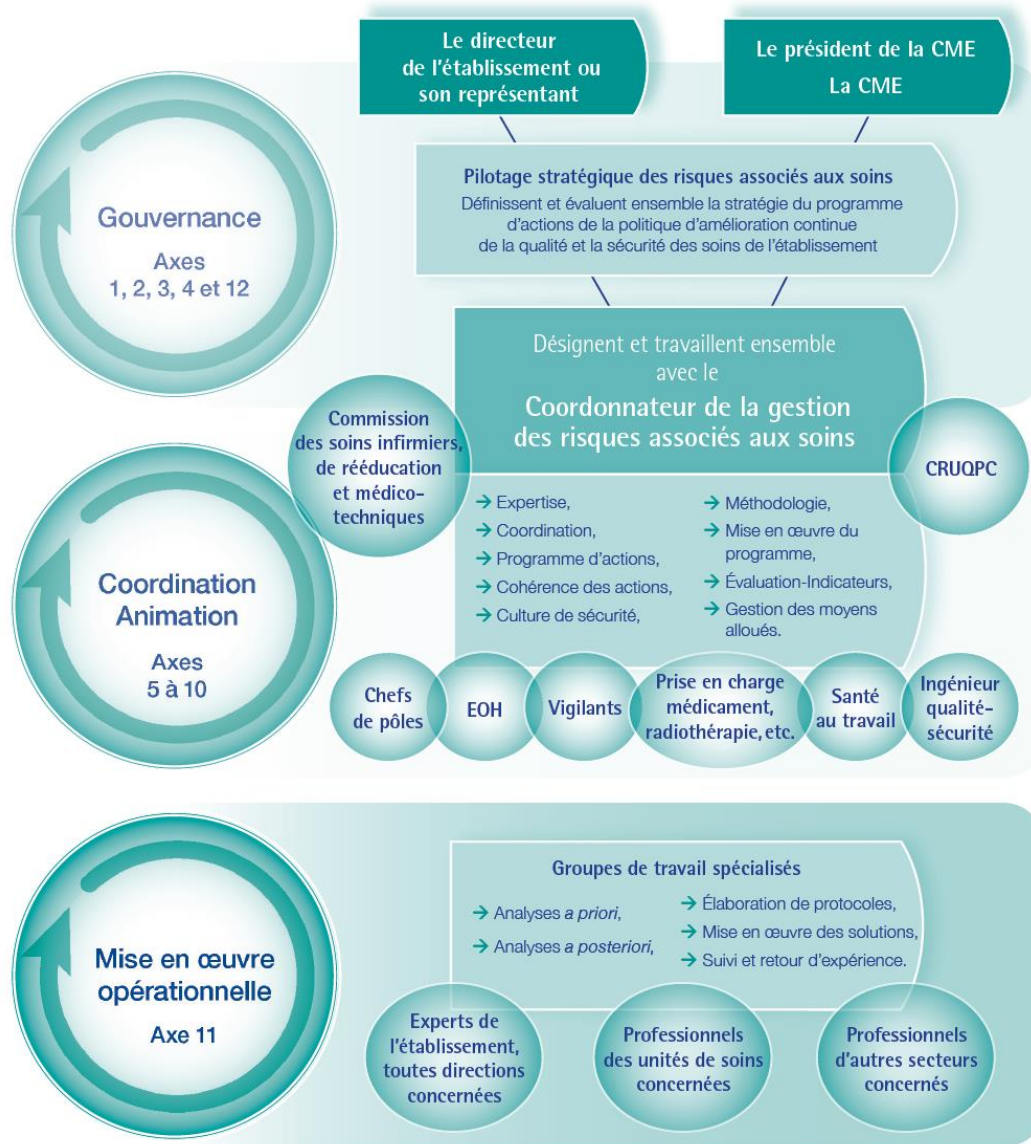 Le directeur
de l'établissement ou
son représentant
Le président de la CME
La CME
Gouvernance
Axes
1, 2, 3, 4 et 12
Pilotage stratégique des risques associés aux soins
Définissent et évaluent ensemble la stratégie du programme
d'actions de la politique d'amélioration continue
de la qualité et la sécurité des soins de l'établissement
Désignent et travaillent ensemble
avec le
Coordonnateur de la gestion
des risques associés aux soins
Commission
des soins infirmiers,
de rééducation
et médico-
techniques
CRUQPC
Coordination
Animation
Axes
5 à 10
→ Expertise,
→ Coordination,
→ Programme d'actions,
→ Cohérence des actions,
→ Culture de sécurité,
→ Méthodologie,
→ Mise en œuvre du
programme,
→ Évaluation-Indicateurs,
→ Gestion des moyens
alloués.
Chefs
de pôles
EOH
Vigilants
Prise en charge
médicament,
radiothérapie, etc.
Santé
au travail
Ingénieur
qualité-
sécurité
Mise en œuvre
opérationnelle
Axe 11
Groupes de travail spécialisés
→ Analyses a priori,
→ Analyses a posteriori,
→ Élaboration de protocoles,
→ Mise en œuvre des solutions,
→ Suivi et retour d'expérience.
Experts de
l'établissement,
toutes directions
concernées
Professionnels
des unités de soins
concernées
Professionnels
d'autres secteurs
concernés